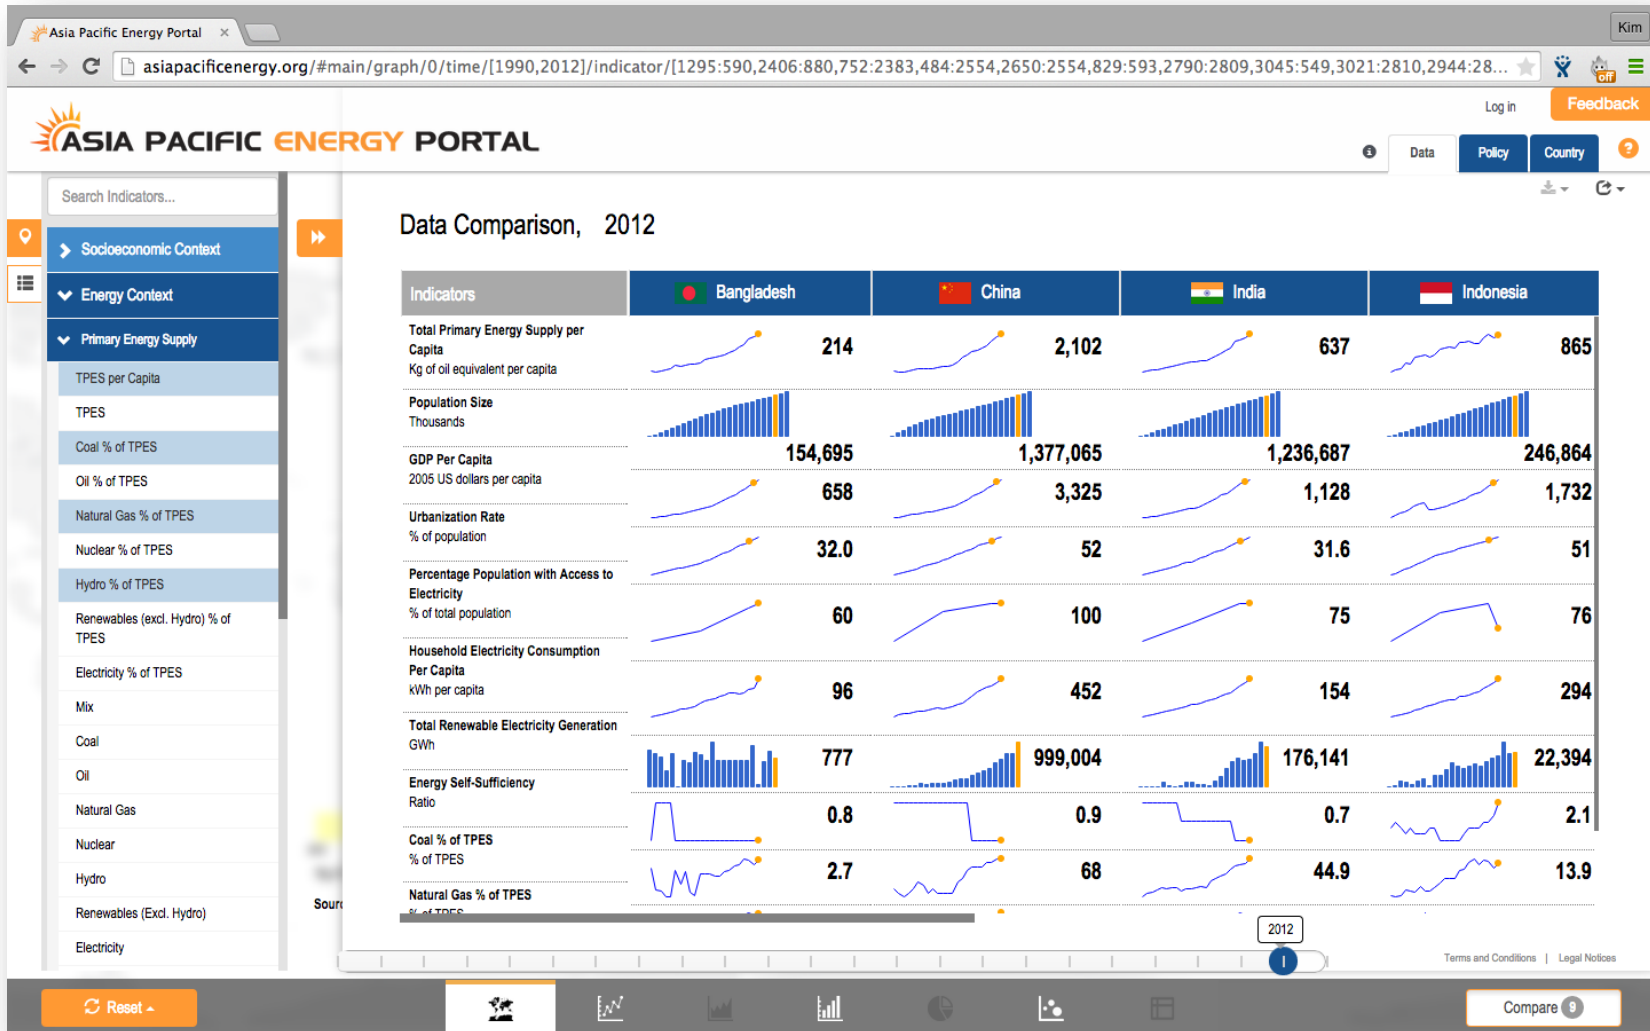 Asia Pacific Energy Portal ×
Kim
asiapacificenergy.org/#main/graph/0/time/[1990,2012]/indicator/[1295:590,2406:880,752:2383,484:2554,2650:2554,829:593,2790:2809,3045:549,3021:2810,2944:28...
off
Log in
Feedback
ASIA PACIFIC ENERGY PORTAL
Data
Policy
Country
?
Search Indicators...
Socioeconomic Context
Energy Context
Primary Energy Supply
TPES per Capita
TPES
Coal % of TPES
Oil % of TPES
Natural Gas % of TPES
Nuclear % of TPES
Hydro % of TPES
Renewables (excl. Hydro) % of
TPES
Electricity % of TPES
Mix
Coal
Oil
Natural Gas
Nuclear
Hydro
Renewables (Excl. Hydro)
Electricity
Data Comparison, 2012
Indicators Bangladesh China India Indonesia
Total Primary Energy Supply per
Capita
Kg of oil equivalent per capita
214 2,102 637 865
Population Size
Thousands
154,695 1,377,065 1,236,687 246,864
GDP Per Capita
2005 US dollars per capita
658 3,325 1,128 1,732
Urbanization Rate
% of population
32.0 52 31.6 51
Percentage Population with Access to
Electricity
% of total population
60 100 75 76
Household Electricity Consumption
Per Capita
kWh per capita
96 452 154 294
Total Renewable Electricity Generation
GWh
777 999,004 176,141 22,394
Energy Self-Sufficiency
Ratio
0.8 0.9 0.7 2.1
Coal % of TPES
% of TPES
2.7 68 44.9 13.9
Natural Gas % of TPES
% of TPES
Sourc
2012
Terms and Conditions | Legal Notices
Reset
Compare 9